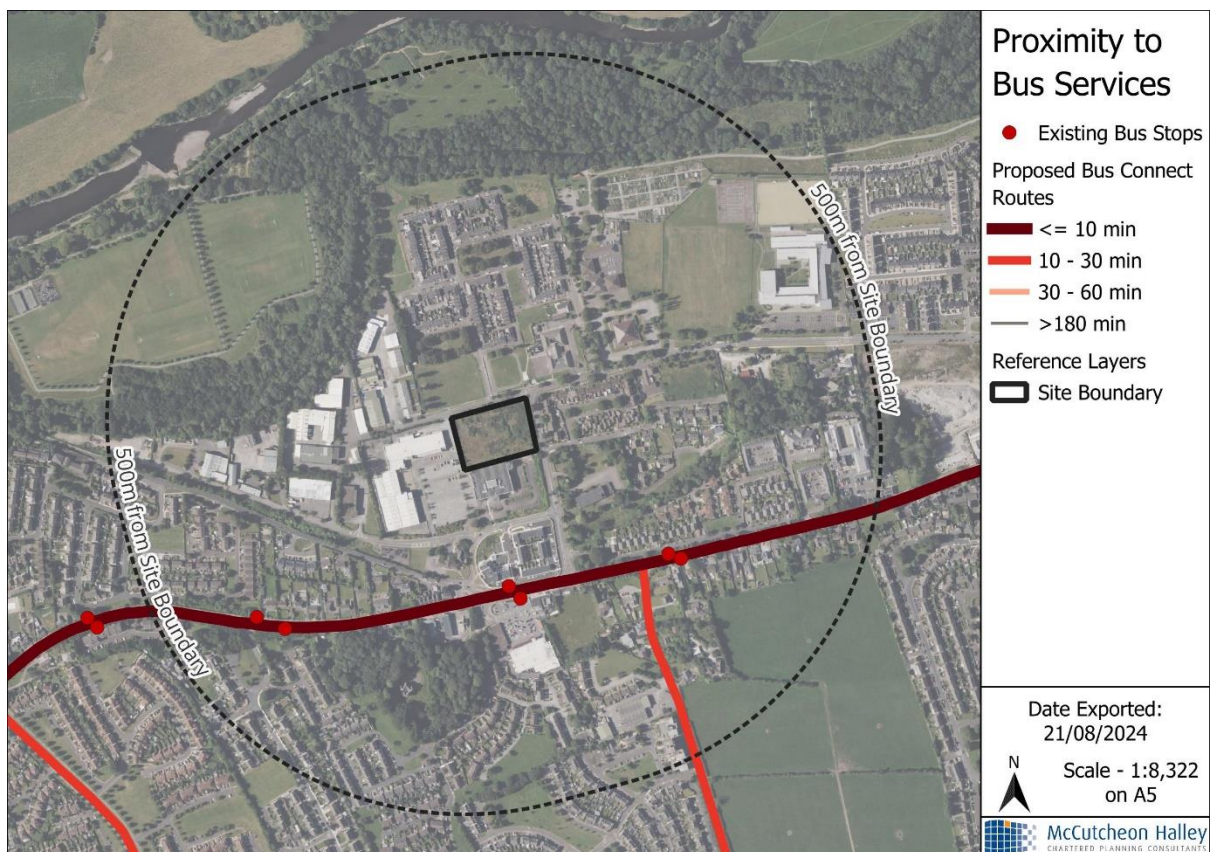 Proximity to
Bus Services
Existing Bus Stops
Proposed Bus Connect
Routes
<= 10 min
10 - 30 min
30 - 60 min
>180 min
Reference Layers
Site Boundary
500m from Site Boundary
500m from Site Boundary
Date Exported:
21/08/2024
N
Scale - 1:8,322
on A5
McCutcheon Halley
CHARTERED PLANNING CONSULTANTS